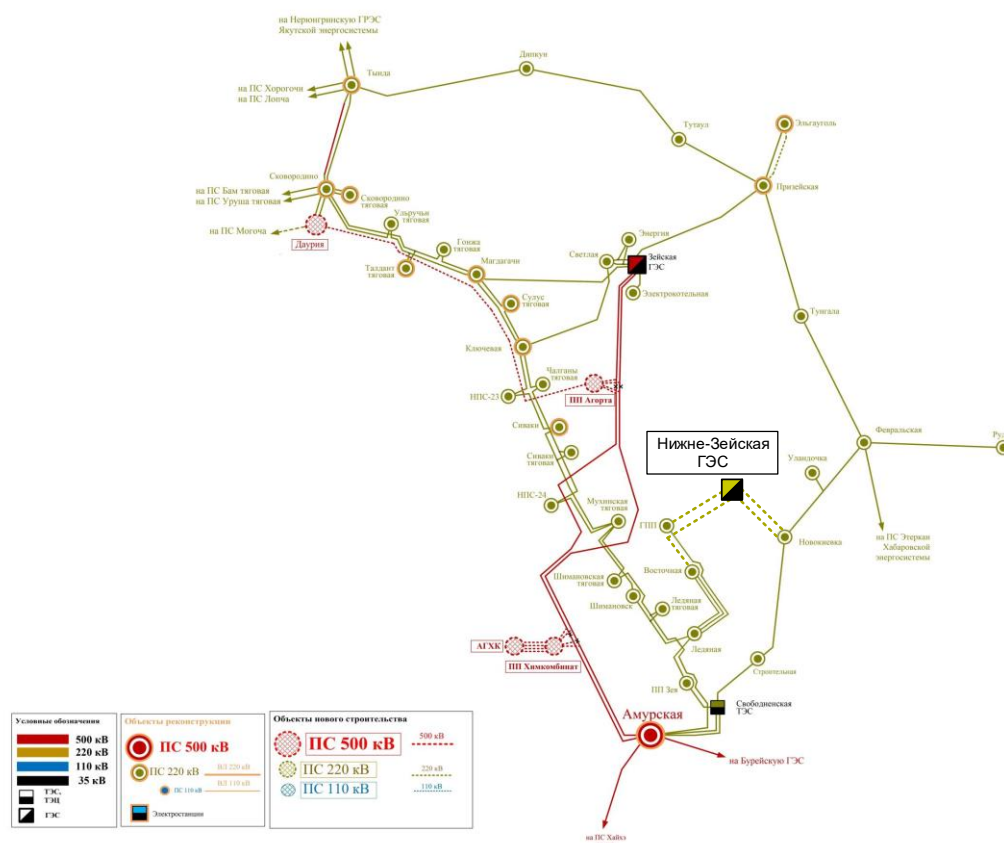 на Нерюнгринскую ГРЭС
Якутской энергосистемы
Тында
на ПС Хорогочи
на ПС Лопча
Дипкун
Тутаул
Эльгауголь
Призейская
Сковородино
на ПС Бам тяговая
на ПС Уруша тяговая
Сковородино
тяговая
на ПС Могоча
Даурия
Ульручьи
тяговая
Гонжа
тяговая
Талдант
тяговая
Магдагачи
Сулус
тяговая
Энергия
Светлая
Зейская
ГЭС
Электрокотельная
Ключевая
Тунгала
Чалганы
тяговая
НПС-23
ПП Агорта
Сиваки
Сиваки
тяговая
НПС-24
Мухинская
тяговая
Нижне-Зейская
ГЭС
Февральская
Уландочка
ГПП
Новокиевка
на ПС Этеркан
Хабаровской
энергосистемы
Восточная
Шимановская
тяговая
Шимановск
Ледяная
тяговая
Ледяная
АГХК
ПП Химкомбинат
Строительная
ПП Зея
Свободненская
ТЭС
Амурская
на Бурейскую ГЭС
на ПС Хэйхэ
Условные обозначения
500 кВ
220 кВ
110 кВ
35 кВ
ТЭС,
ТЭЦ
ГЭС
Объекты реконструкции
ПС 500 кВ
ПС 220 кВ
ВЛ 220 кВ
ПС 110 кВ
ВЛ 110 кВ
Электростанции
Объекты нового строительства
ПС 500 кВ
500 кВ
ПС 220 кВ
220 кВ
ПС 110 кВ
110 кВ